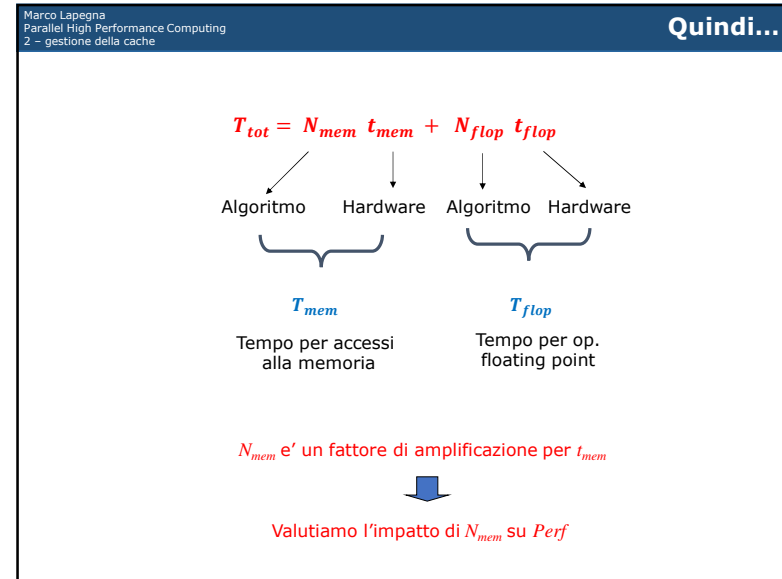 Marco Lapegna
Parallel High Performance Computing
2 – gestione della cache
Quindi...
T_tot = N_mem t_mem + N_flop t_flop
Algoritmo Hardware Algoritmo Hardware
T_mem T_flop
Tempo per accessi
alla memoria
Tempo per op.
floating point
N_mem e' un fattore di amplificazione per t_mem
Valutiamo l'impatto di N_mem su Perf